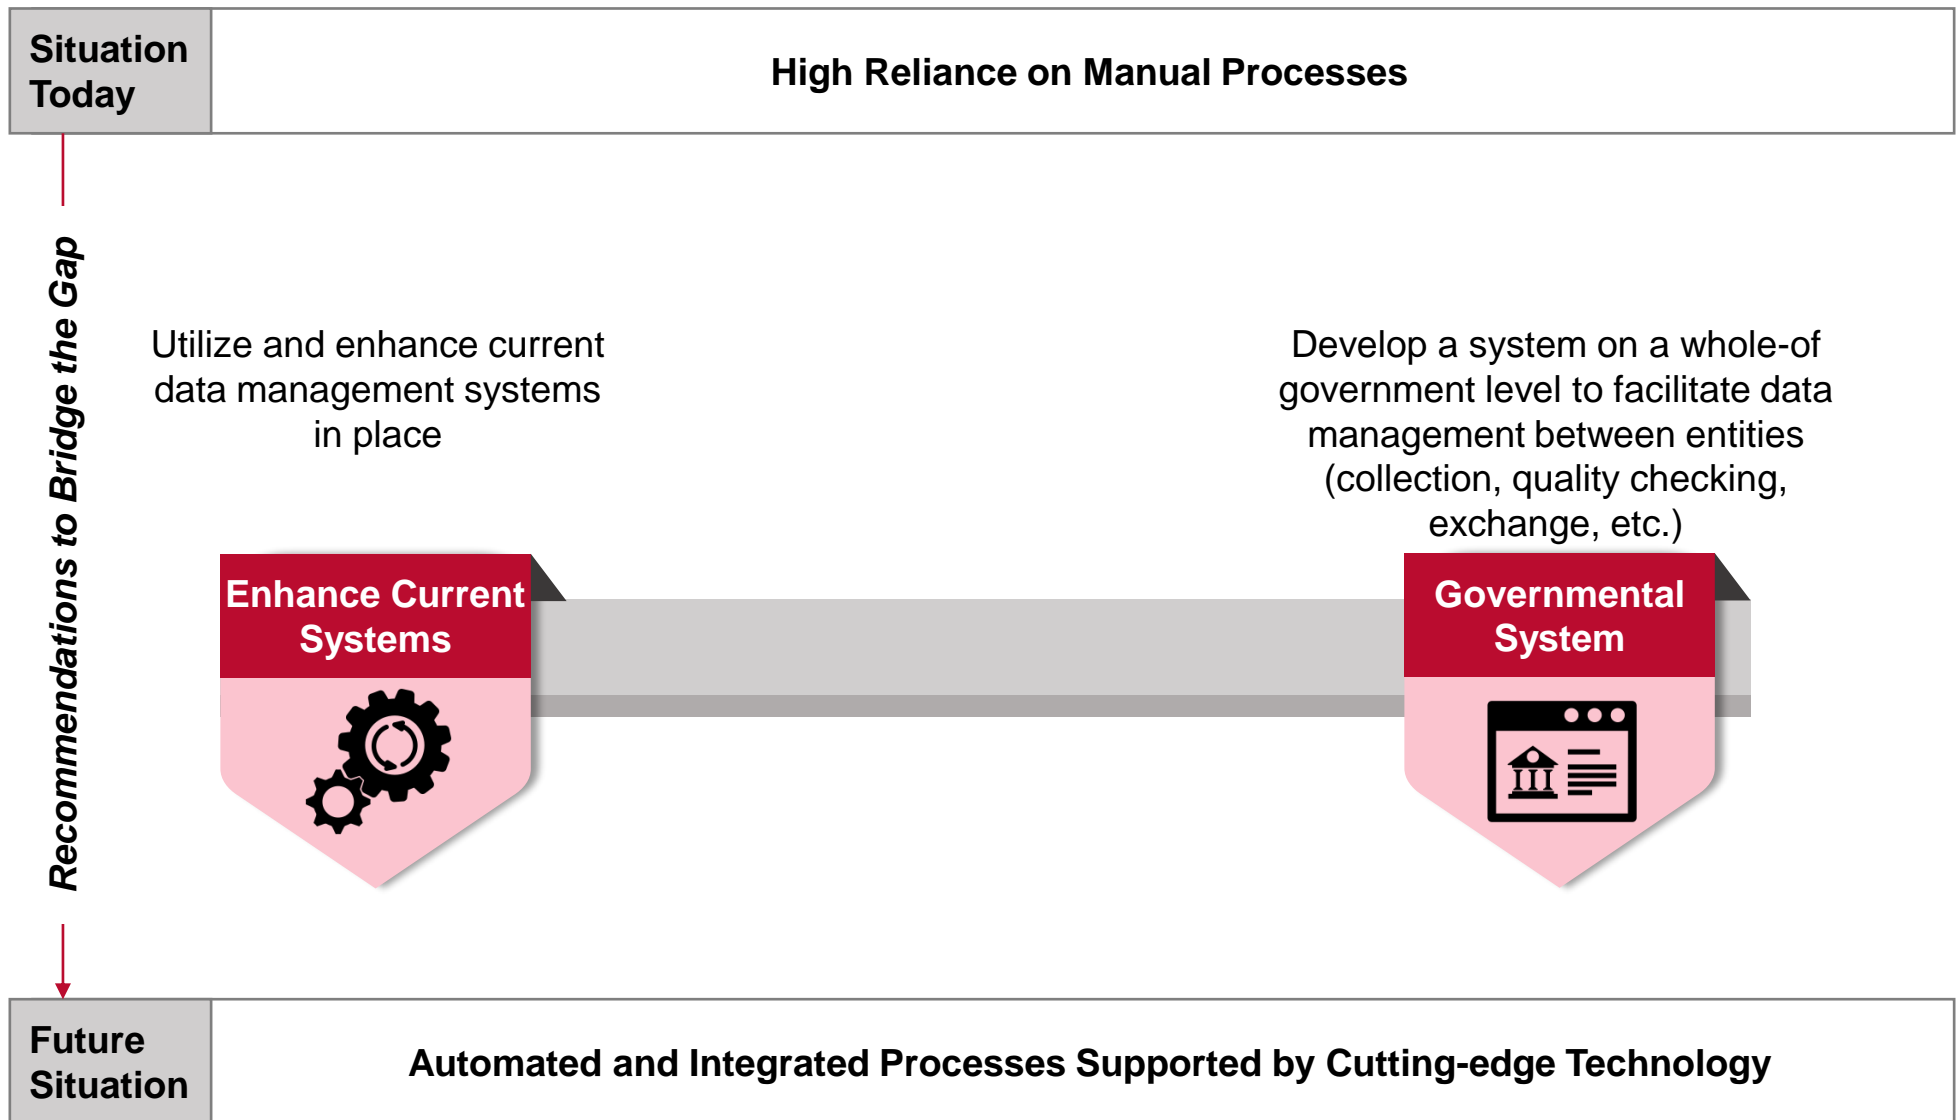 Situation
Today
High Reliance on Manual Processes
Recommendations to Bridge the Gap
Utilize and enhance current
data management systems
in place
Develop a system on a whole-of
government level to facilitate data
management between entities
(collection, quality checking,
exchange, etc.)
Enhance Current
Systems
Governmental
System
Future
Situation
Automated and Integrated Processes Supported by Cutting-edge Technology